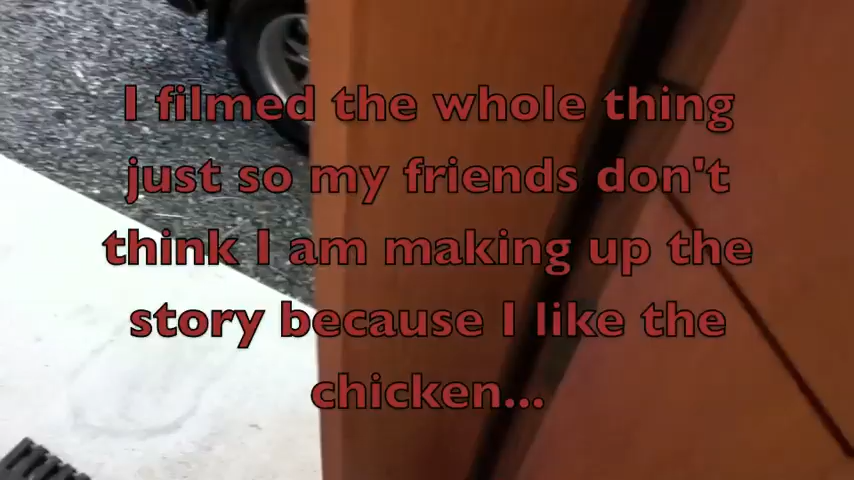 I filmed the whole thing
just so my friends don't
think I am making up the
story because I like the
chicken...